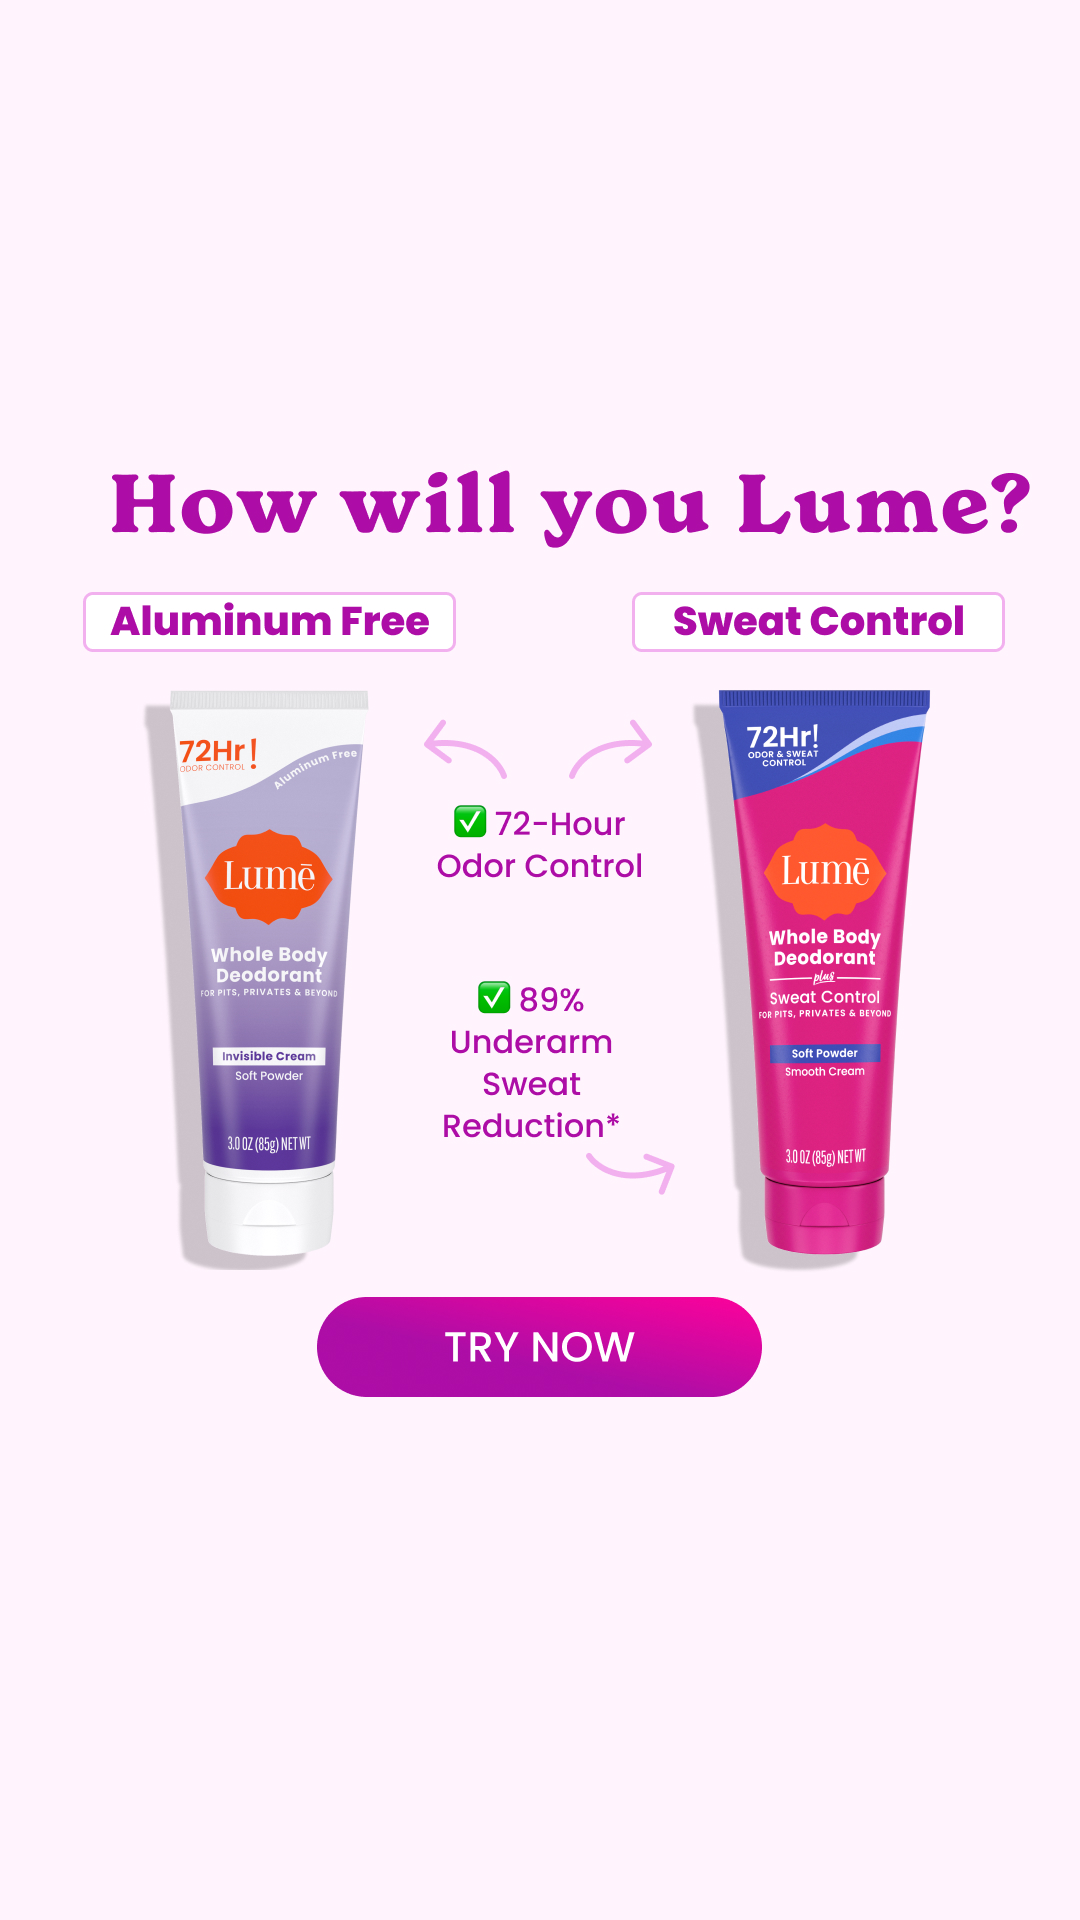 How will you Lume?
Aluminum Free
Sweat Control
72Hr!
ODOR CONTROL
Aluminum Free
Lumē
Whole Body
Deodorant
FOR PITS, PRIVATES & BEYOND
Invisible Cream
Soft Powder
3.0 OZ (85g) NET WT
✅ 72-Hour
Odor Control
✅ 89%
Underarm
Sweat
Reduction*
72Hr!
ODOR & SWEAT
CONTROL
Lumē
Whole Body
Deodorant
plus
Sweat Control
FOR PITS, PRIVATES & BEYOND
Soft Powder
Smooth Cream
3.0 OZ (85g) NET WT
TRY NOW